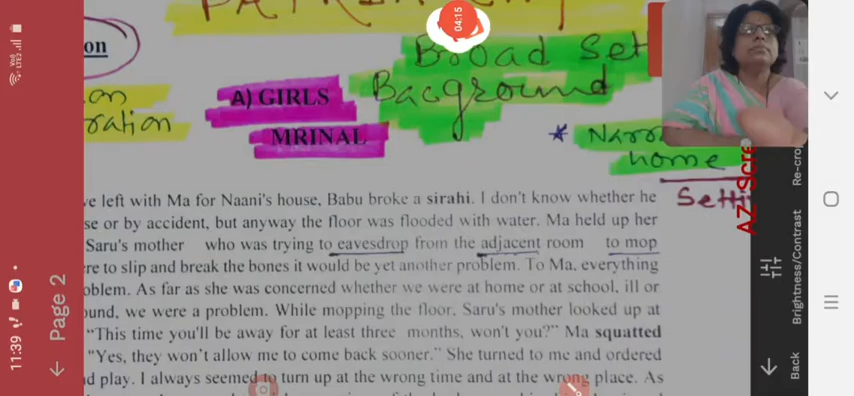 04:15
on
Broad Set
Bacground
A) GIRLS
MRINAL
on
ration
* Narr
home
Setti
AZ Scre
ve left with Ma for Naani's house, Babu broke a sirahi. I don't know whether he
se or by accident, but anyway the floor was flooded with water. Ma held up her
Saru's mother who was trying to eavesdrop from the adjacent room to mop
re to slip and break the bones it would be yet another problem. To Ma, everything
oblem. As far as she was concerned whether we were at home or at school, ill or
ound, we were a problem. While mopping the floor. Saru's mother looked up at
"This time you'll be away for at least three months, won't you?" Ma squatted
"Yes, they won't allow me to come back sooner." She turned to me and ordered
d play. I always seemed to turn up at the wrong time and at the wrong place. As
11:39
Page 2
Back
Brightness/Contrast
Re-cro